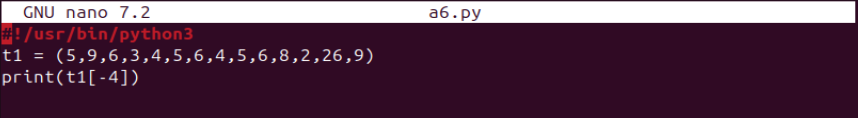 GNU nano 7.2 a6.py
#!/usr/bin/python3
t1 = (5,9,6,3,4,5,6,4,5,6,8,2,26,9)
print(t1[-4])